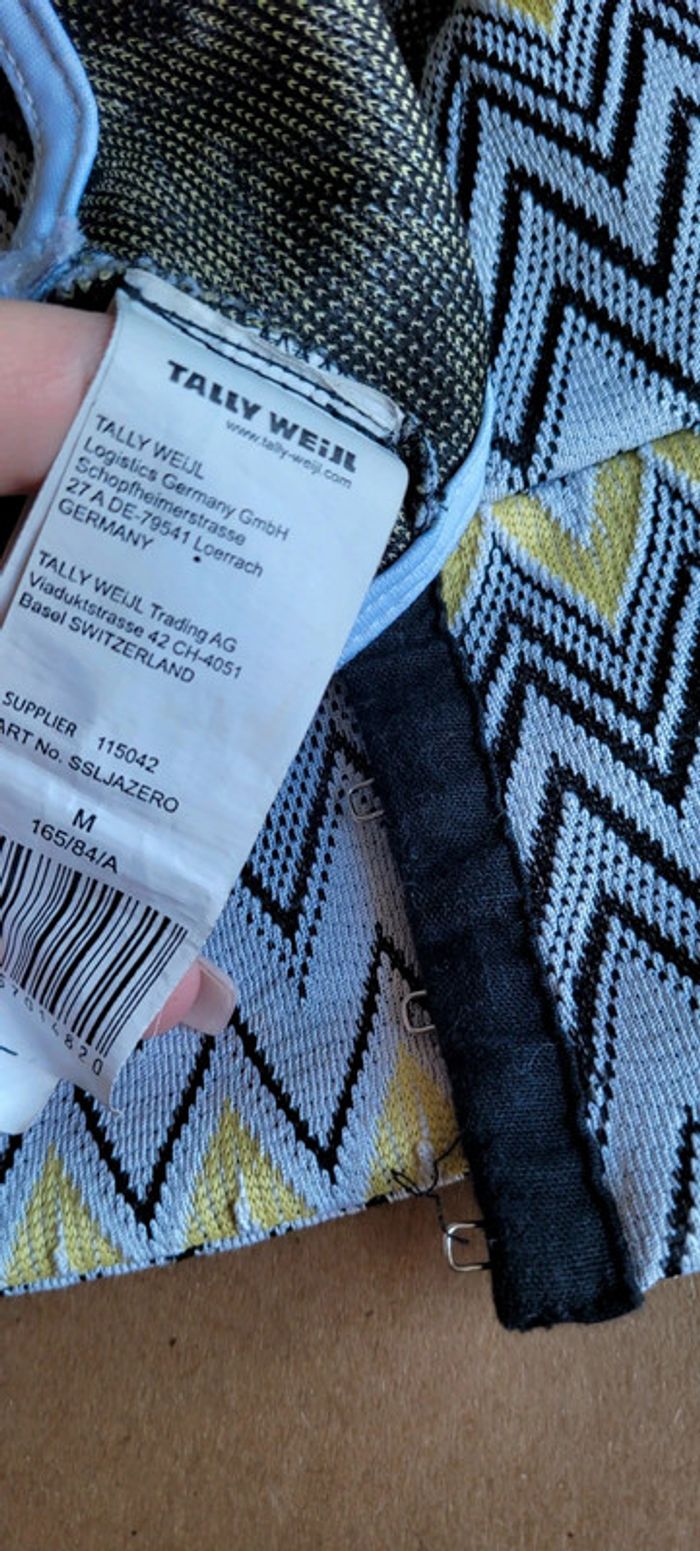 TALLY WEiJL
www.tally-weijl.com
TALLY WEiJL
Logistics Germany GmbH
Schopfheimerstrasse
27 A DE-79541 Loerrach
GERMANY
TALLY WEiJL Trading AG
Viaduktstrasse 42 CH-4051
Basel SWITZERLAND
SUPPLIER 115042
ART No. SSLJAZERO
M
165/84/A